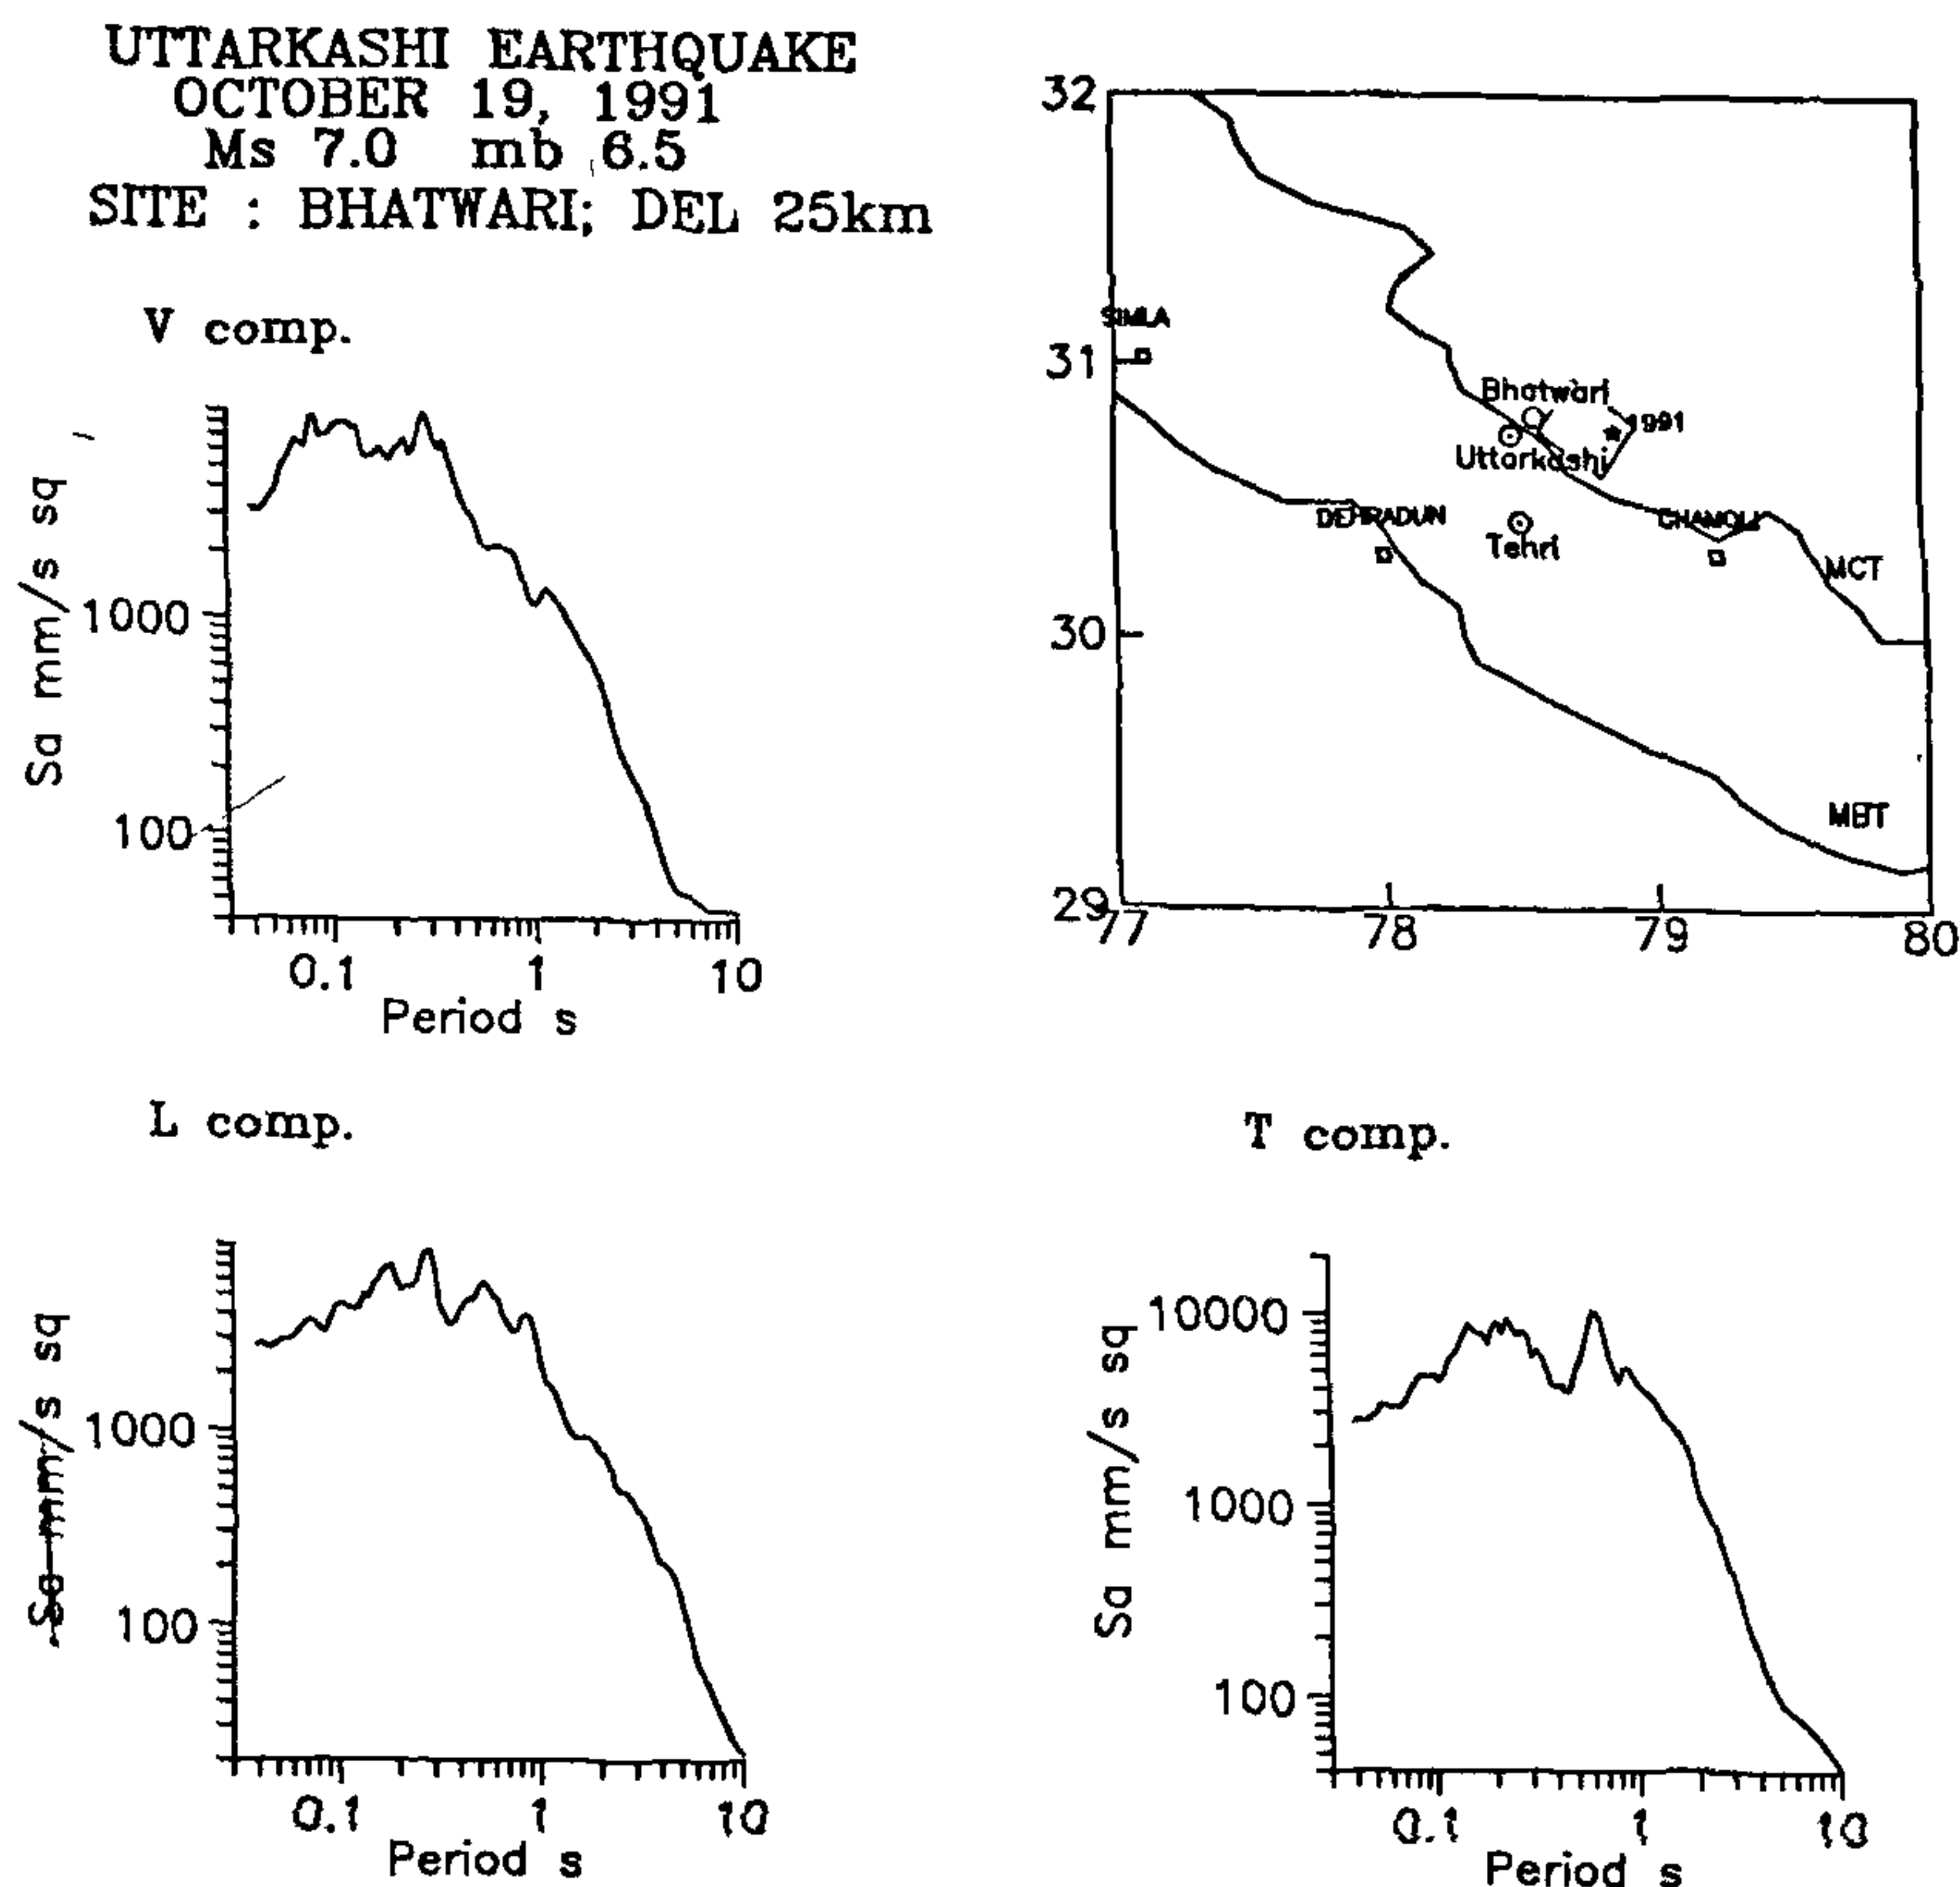 UTTARKASHI EARTHQUAKE
OCTOBER 19, 1991
Ms 7.0 mb 6.5
SITE : BHATWARI; DEL 25km
V comp.
Sa mm/s sq
1000
100
0.1 1 10
Period s
32
31
30
29
77 78 79 80
SIMLA
Bhatwari
1991
Uttarkashi
DEHRADUN
CHAMOLI
Tehri
MCT
MBT
L comp.
Sa mm/s sq
1000
100
0.1 1 10
Period s
T comp.
Sa mm/s sq
10000
1000
100
0.1 1 10
Period s